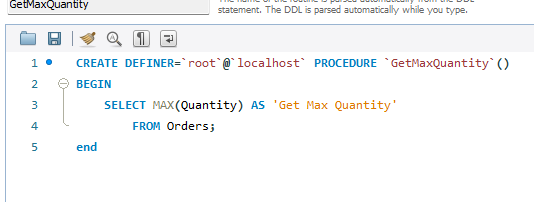 GetMaxQuantity
The name of the routine is parsed automatically from the DDL
statement. The DDL is parsed automatically while you type.
1 CREATE DEFINER=`root`@`localhost` PROCEDURE `GetMaxQuantity`()
2 BEGIN
3 SELECT MAX(Quantity) AS 'Get Max Quantity'
4 FROM Orders;
5 end